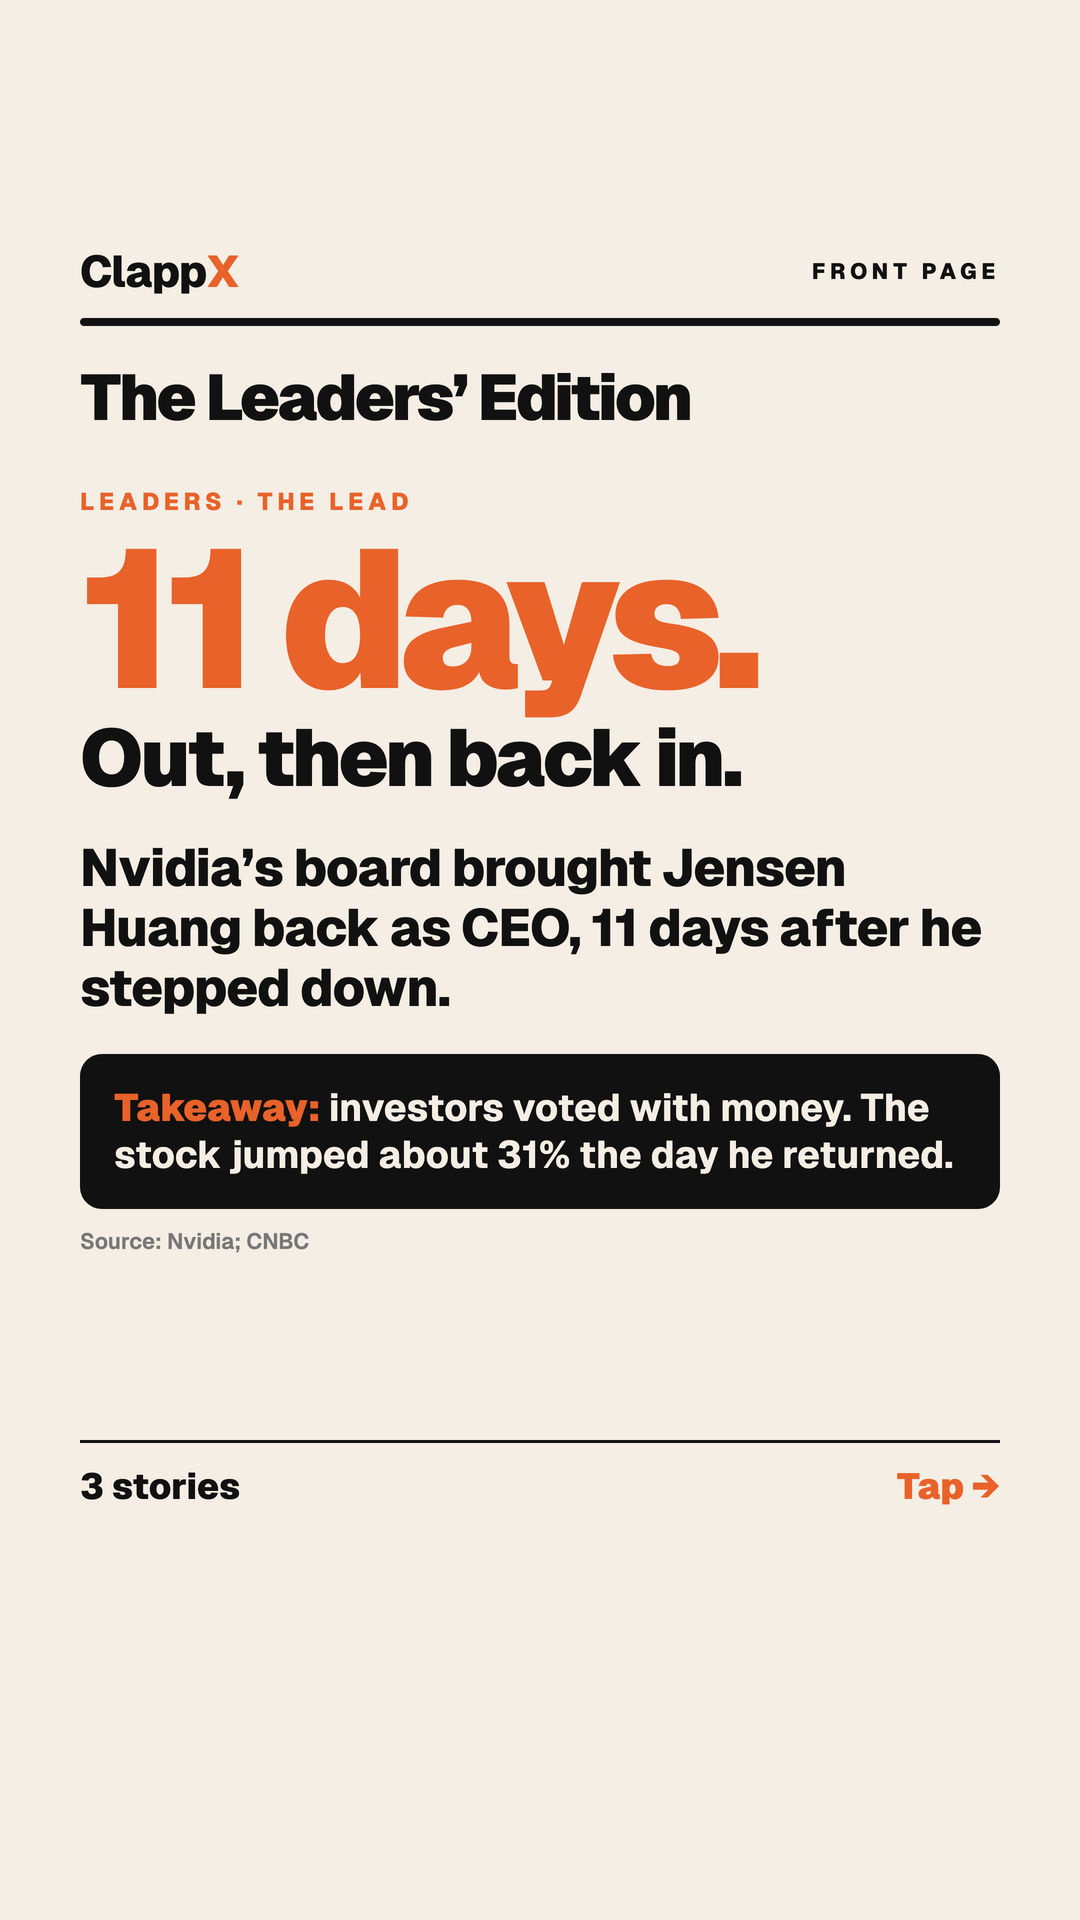 ClappX
FRONT PAGE
The Leaders’ Edition
LEADERS · THE LEAD
11 days.
Out, then back in.
Nvidia’s board brought Jensen
Huang back as CEO, 11 days after he
stepped down.
Takeaway: investors voted with money. The
stock jumped about 31% the day he returned.
Source: Nvidia; CNBC
3 stories
Tap →